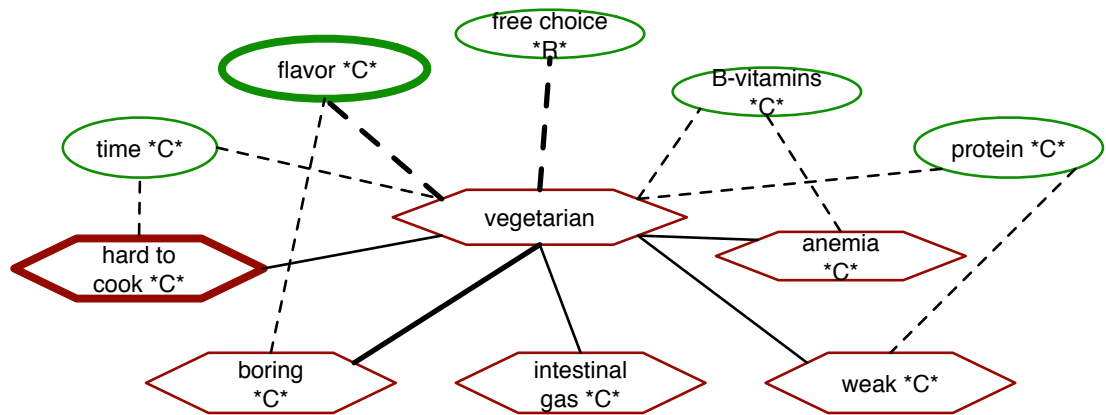 free choice
*R*
flavor *C*
B-vitamins
*C*
time *C*
protein *C*
vegetarian
hard to
cook *C*
anemia
*C*
boring
*C*
intestinal
gas *C*
weak *C*